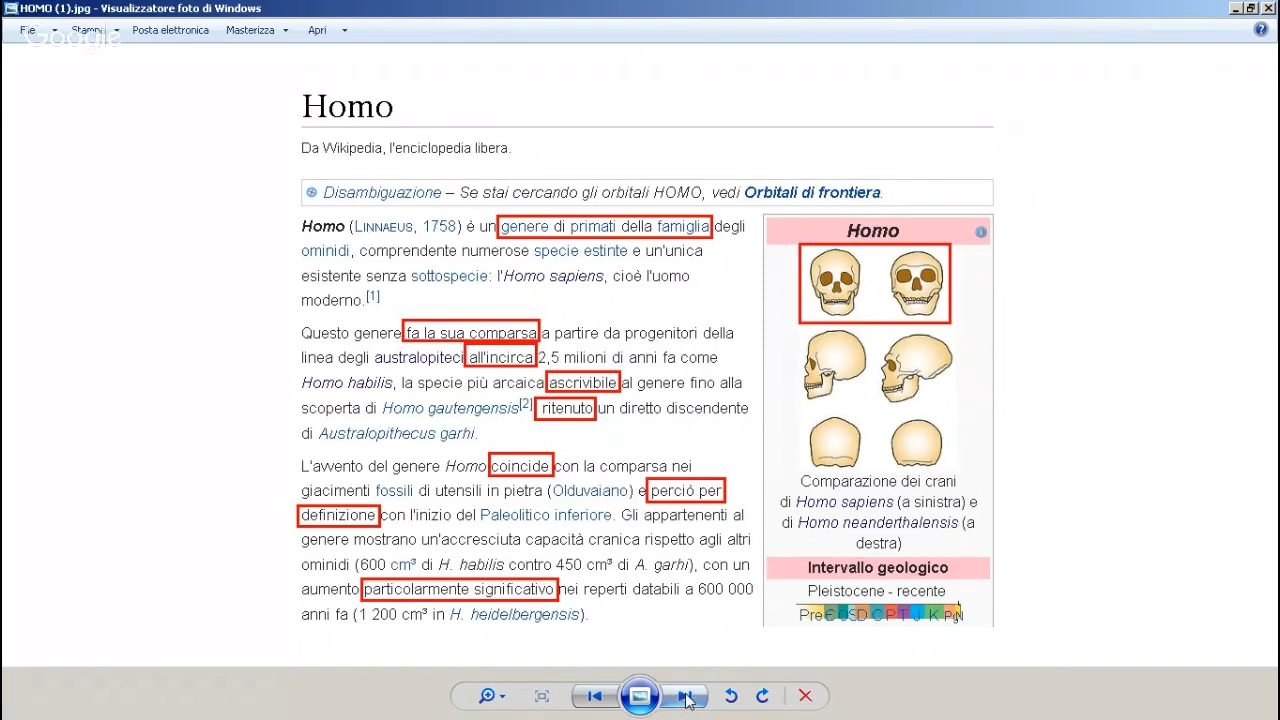 HOMO (1).jpg - Visualizzatore foto di Windows
File Stampa Posta elettronica Masterizza Apri
Google
Homo
Da Wikipedia, l'enciclopedia libera.
Disambiguazione – Se stai cercando gli orbitali HOMO, vedi Orbitali di frontiera.
Homo (LINNAEUS, 1758) è un genere di primati della famiglia degli
ominidi, comprendente numerose specie estinte e un'unica
esistente senza sottospecie: l'Homo sapiens, cioè l'uomo
moderno.[1]
Questo genere fa la sua comparsa a partire da progenitori della
linea degli australopiteci all'incirca 2,5 milioni di anni fa come
Homo habilis, la specie più arcaica ascrivibile al genere fino alla
scoperta di Homo gautengensis[2] ritenuto un diretto discendente
di Australopithecus garhi.
L'avvento del genere Homo coincide con la comparsa nei
giacimenti fossili di utensili in pietra (Olduvaiano) e perciò per
definizione con l'inizio del Paleolitico inferiore. Gli appartenenti al
genere mostrano un'accresciuta capacità cranica rispetto agli altri
ominidi (600 cm³ di H. habilis contro 450 cm³ di A. garhi), con un
aumento particolarmente significativo nei reperti databili a 600 000
anni fa (1 200 cm³ in H. heidelbergensis).
Homo
Comparazione dei crani
di Homo sapiens (a sinistra) e
di Homo neanderthalensis (a
destra)
Intervallo geologico
Pleistocene - recente
Pre Є O S D C P T J K Pg N